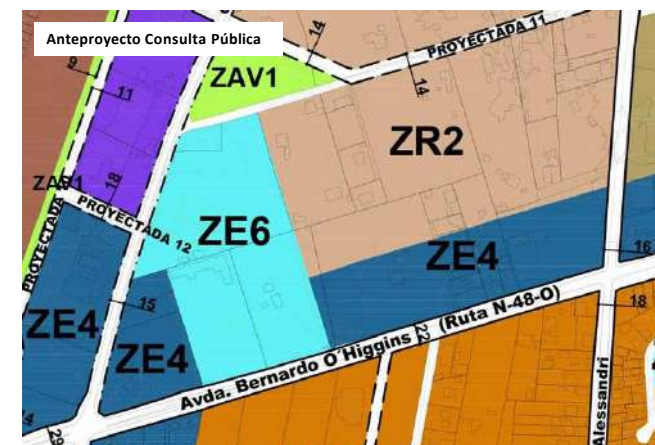 Anteproyecto Consulta Pública
14
PROYECTADA 11
9
11
ZAV1
14
ZR2
ZAV1
18
PROYECTADA 12
ZE6
PROYECTADA
ZE4
16
15
ZE4
ZE4
22
(Ruta N-48-O)
18
Avda. Bernardo O´Higgins
Alessandri
29